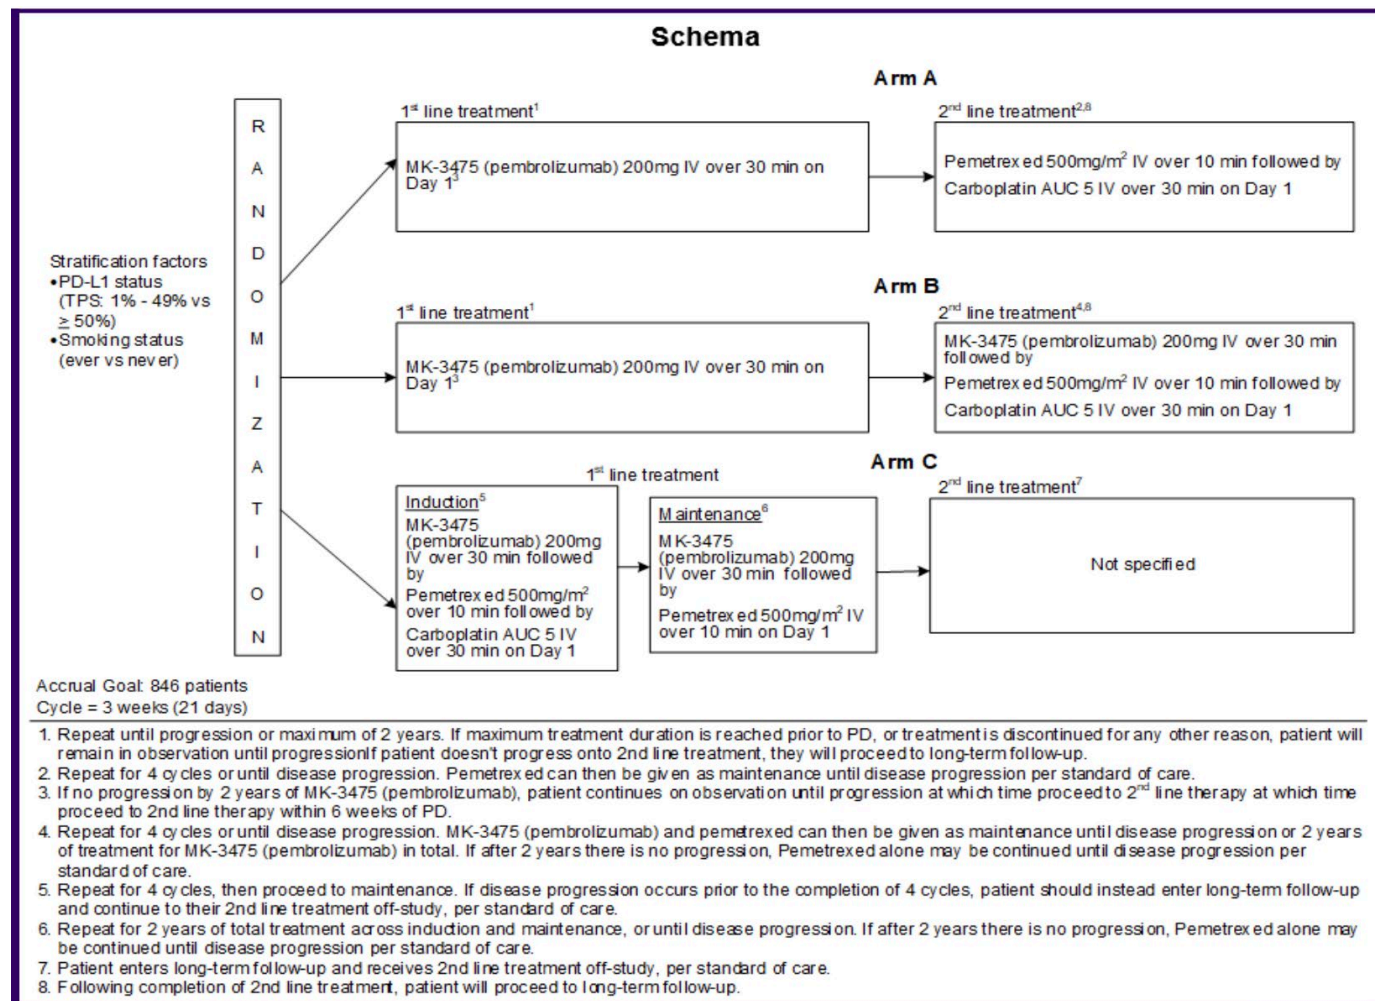 Schema
Arm A
1st line treatment1
2nd line treatment2,8
MK-3475 (pembrolizumab) 200mg IV over 30 min on
Day 13
Pemetrexed 500mg/m2 IV over 10 min followed by
Carboplatin AUC 5 IV over 30 min on Day 1
R
A
N
D
O
M
I
Z
A
T
I
O
N
Stratification factors
•PD-L1 status
(TPS: 1% - 49% vs
≥ 50%)
•Smoking status
(ever vs never)
Arm B
1st line treatment1
2nd line treatment4,8
MK-3475 (pembrolizumab) 200mg IV over 30 min on
Day 13
MK-3475 (pembrolizumab) 200mg IV over 30 min
followed by
Pemetrexed 500mg/m2 IV over 10 min followed by
Carboplatin AUC 5 IV over 30 min on Day 1
Arm C
1st line treatment
2nd line treatment7
Induction5
MK-3475
(pembrolizumab) 200mg
IV over 30 min followed
by
Pemetrexed 500mg/m2
over 10 min followed by
Carboplatin AUC 5 IV
over 30 min on Day 1
Maintenance6
MK-3475
(pembrolizumab) 200mg
IV over 30 min followed
by
Pemetrexed 500mg/m2 IV
over 10 min on Day 1
Not specified
Accrual Goal: 846 patients
Cycle = 3 weeks (21 days)
1. Repeat until progression or maximum of 2 years. If maximum treatment duration is reached prior to PD, or treatment is discontinued for any other reason, patient will
remain in observation until progressionIf patient doesn't progress onto 2nd line treatment, they will proceed to long-term follow-up.
2. Repeat for 4 cycles or until disease progression. Pemetrexed can then be given as maintenance until disease progression per standard of care.
3. If no progression by 2 years of MK-3475 (pembrolizumab), patient continues on observation until progression at which time proceed to 2nd line therapy at which time
proceed to 2nd line therapy within 6 weeks of PD.
4. Repeat for 4 cycles or until disease progression. MK-3475 (pembrolizumab) and pemetrexed can then be given as maintenance until disease progression or 2 years
of treatment for MK-3475 (pembrolizumab) in total. If after 2 years there is no progression, Pemetrexed alone may be continued until disease progression per
standard of care.
5. Repeat for 4 cycles, then proceed to maintenance. If disease progression occurs prior to the completion of 4 cycles, patient should instead enter long-term follow-up
and continue to their 2nd line treatment off-study, per standard of care.
6. Repeat for 2 years of total treatment across induction and maintenance, or until disease progression. If after 2 years there is no progression, Pemetrexed alone may
be continued until disease progression per standard of care.
7. Patient enters long-term follow-up and receives 2nd line treatment off-study, per standard of care.
8. Following completion of 2nd line treatment, patient will proceed to long-term follow-up.